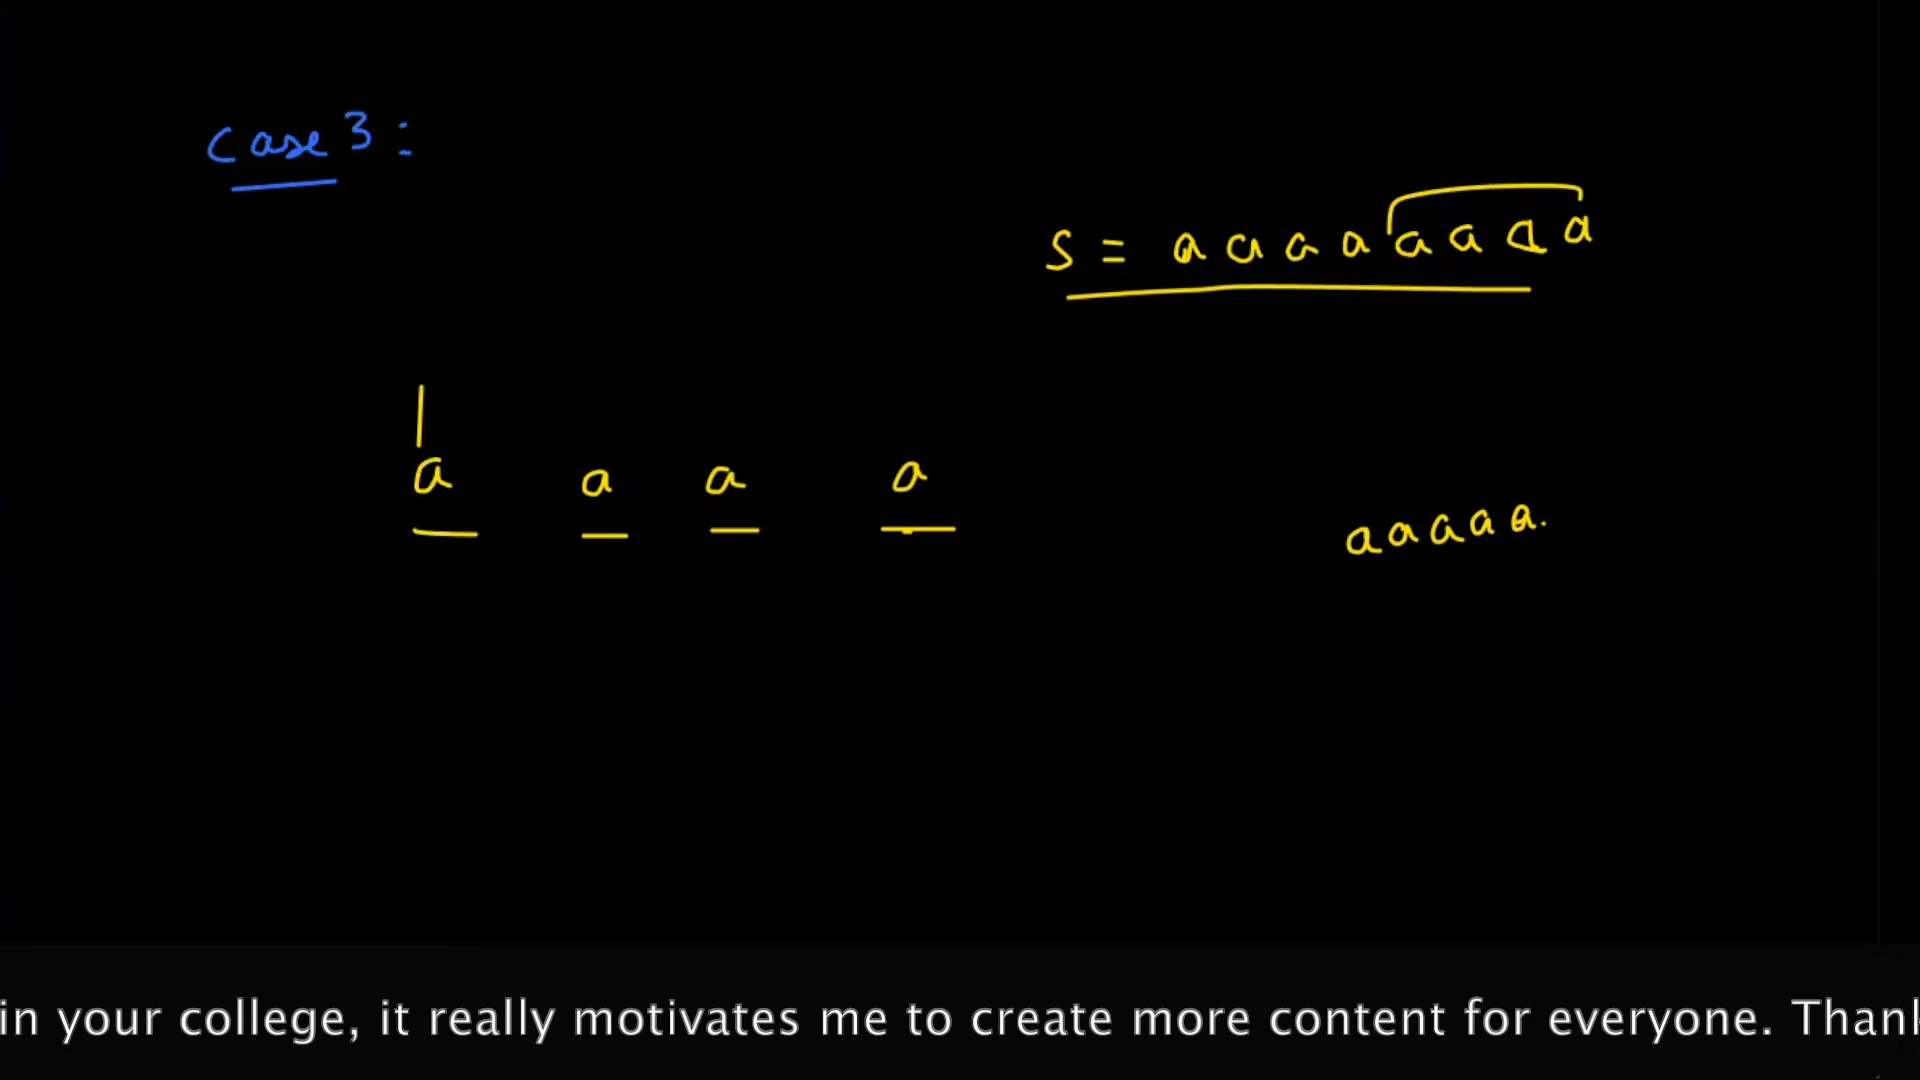 case 3:
S = a a a a a a a a
a a a a
a a a a a.
in your college, it really motivates me to create more content for everyone. Thank